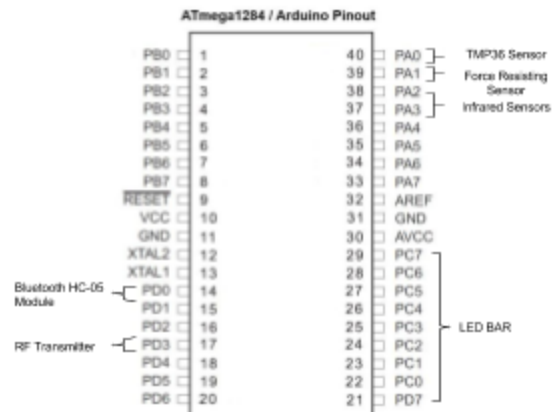 ATmega1284 / Arduino Pinout
PB0 1 40 PA0 TMP36 Sensor
PB1 2 39 PA1 Force Resisting
Sensor
PB2 3 38 PA2 Infrared Sensors
PB3 4 37 PA3
PB4 5 36 PA4
PB5 6 35 PA5
PB6 7 34 PA6
PB7 8 33 PA7
RESET 9 32 AREF
VCC 10 31 GND
GND 11 30 AVCC
XTAL2 12 29 PC7
XTAL1 13 28 PC6
Bluetooth HC-05
Module
PD0 14 27 PC5
PD1 15 26 PC4
PD2 16 25 PC3 LED BAR
RF Transmitter PD3 17 24 PC2
PD4 18 23 PC1
PD5 19 22 PC0
PD6 20 21 PD7